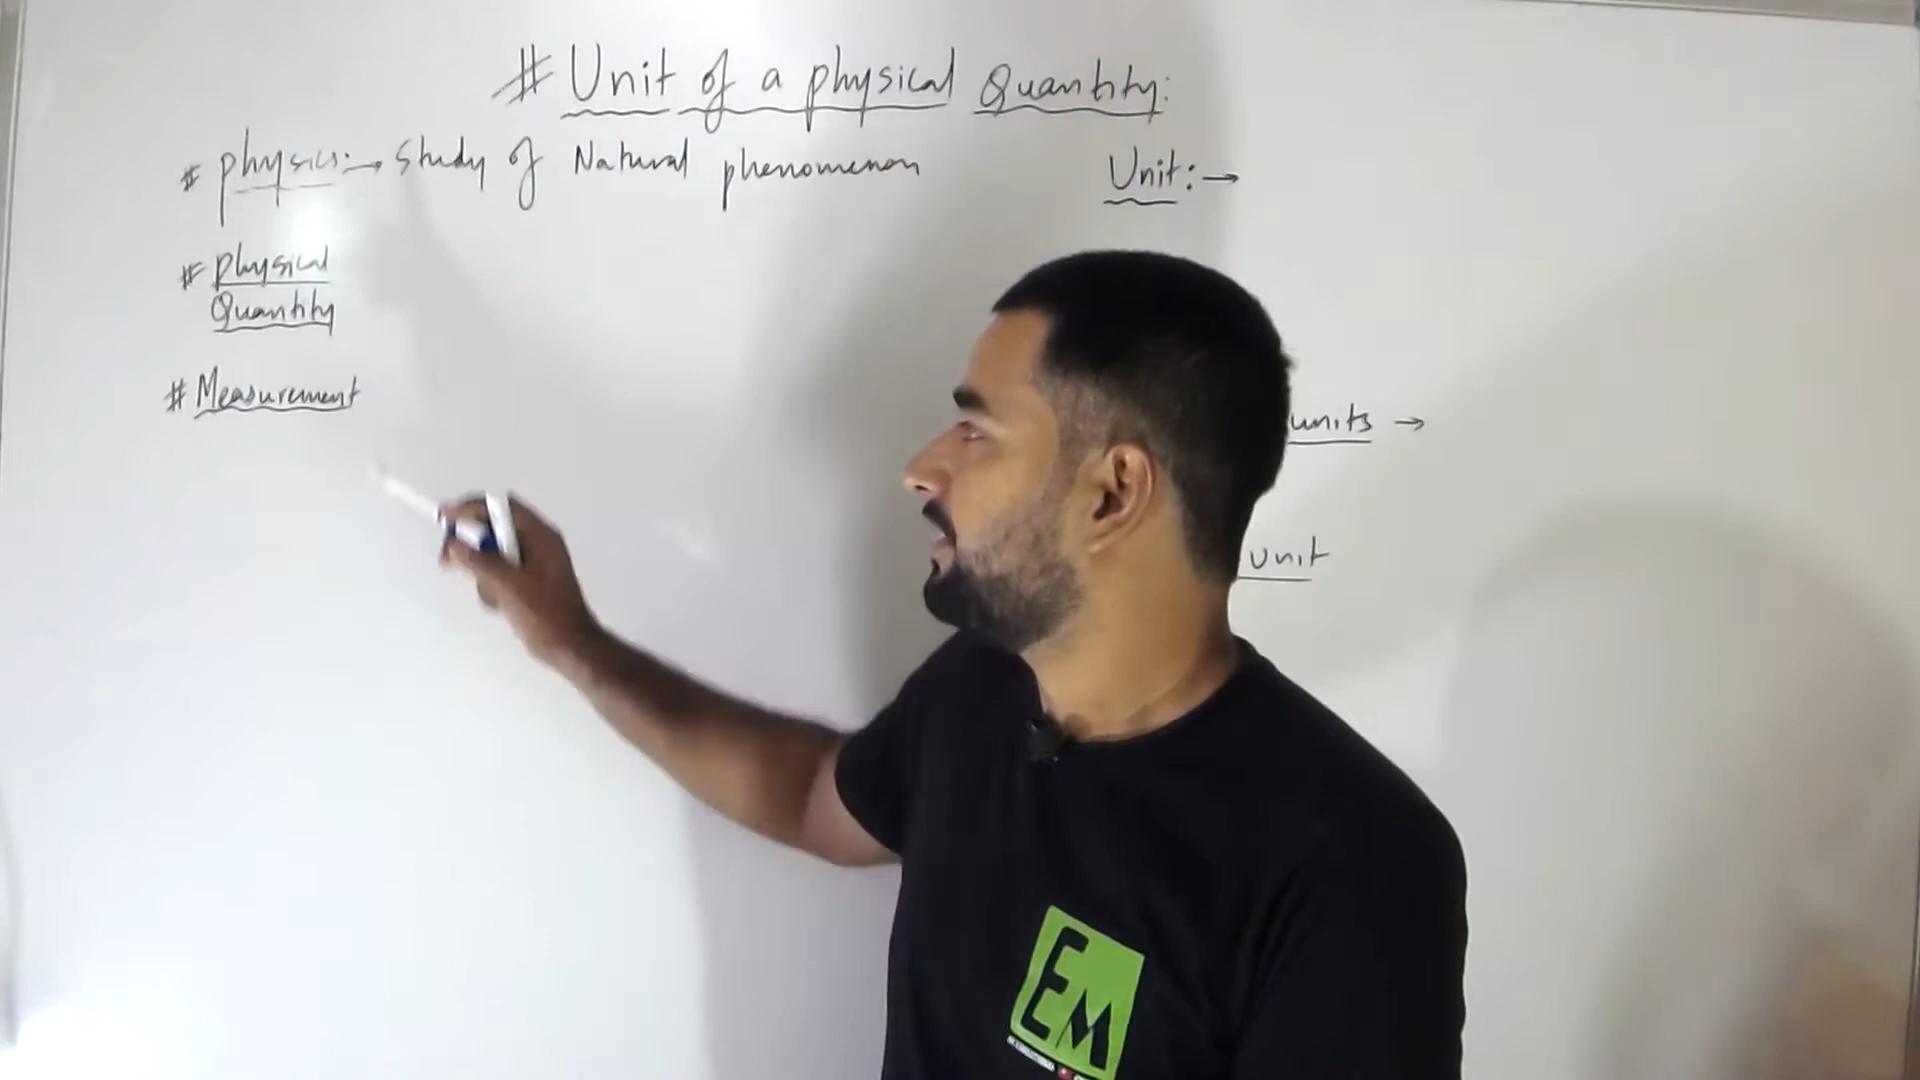 # Unit of a physical Quantity:
# physics:→ Study of Natural phenomenon
Unit:→
# physical
Quantity
# Measurement
units →
unit
EM